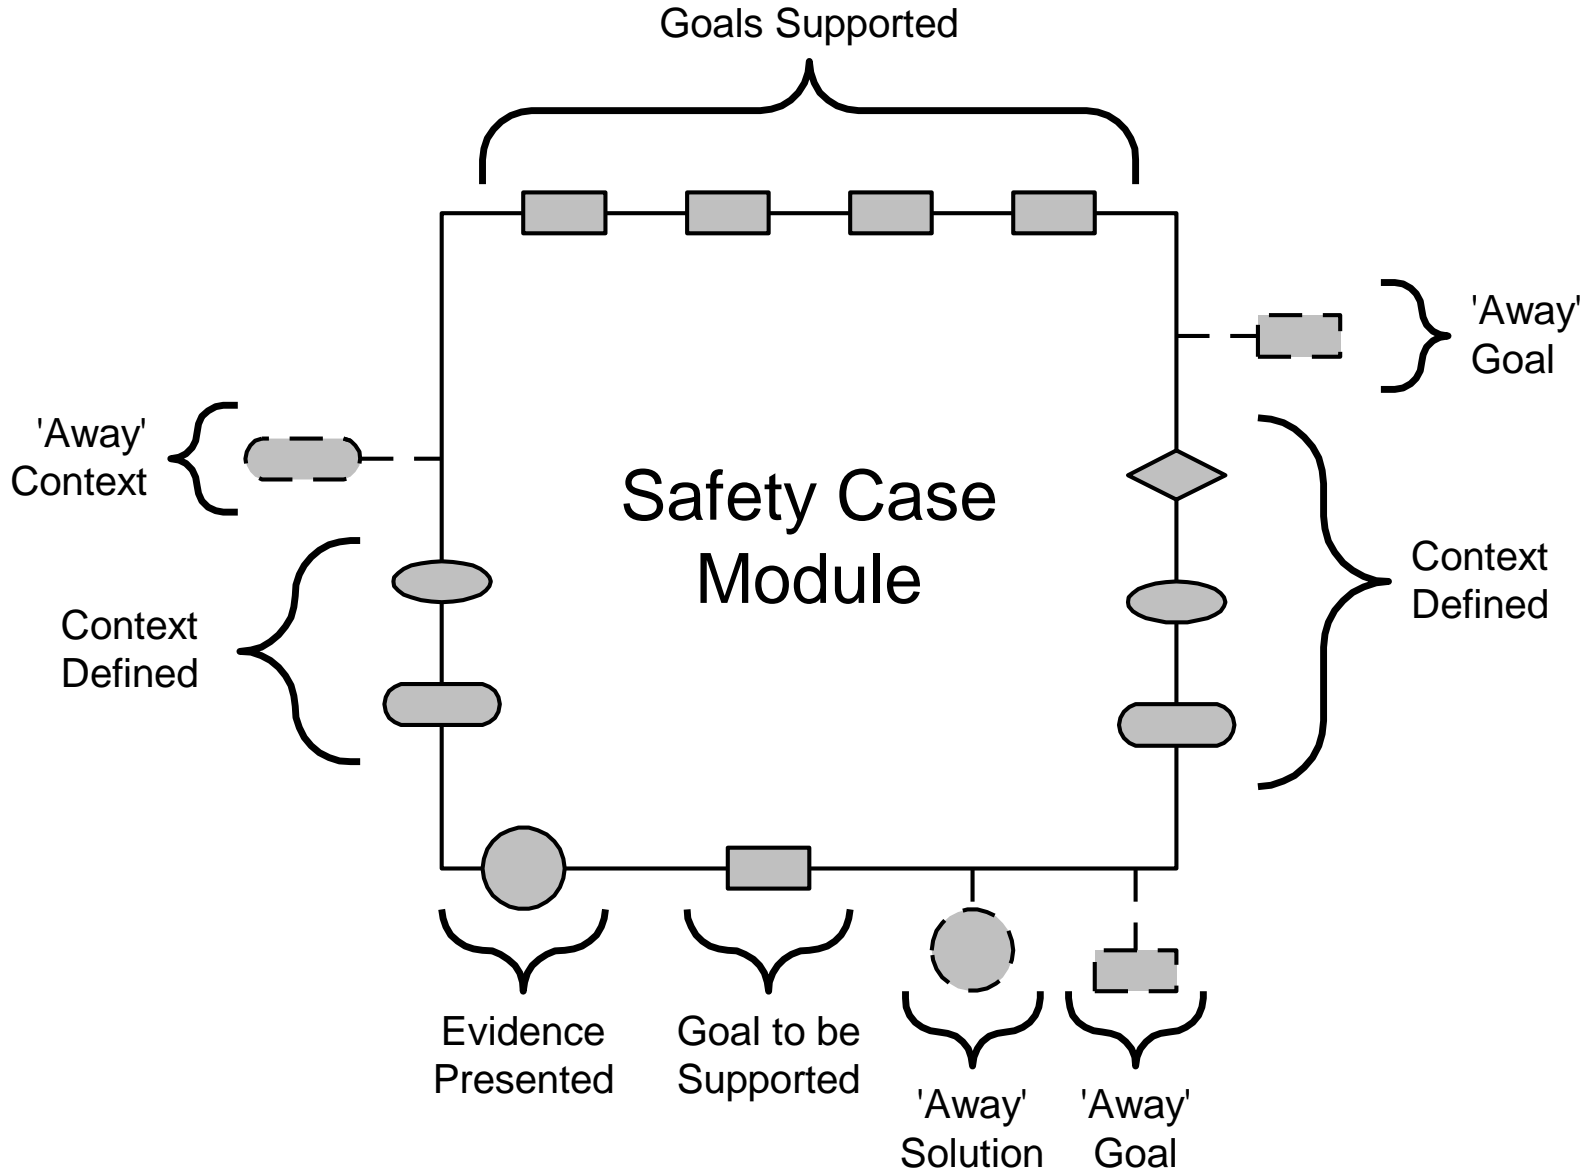 Goals Supported
'Away'
Goal
'Away'
Context
Safety Case
Module
Context
Defined
Context
Defined
Evidence
Presented
Goal to be
Supported
'Away'
Solution
'Away'
Goal